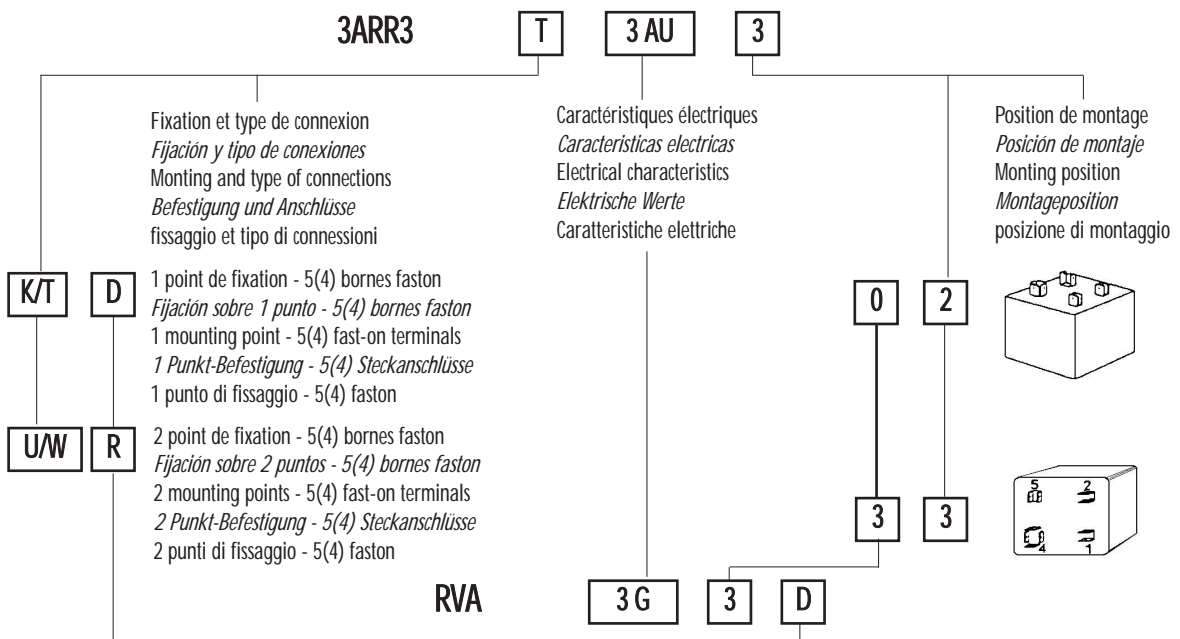 3ARR3 T 3 AU 3
Fixation et type de connexion
Fijación y tipo de conexiones
Monting and type of connections
Befestigung und Anschlüsse
fissaggio et tipo di connessioni
Caractéristiques électriques
Caracteristicas electricas
Electrical characteristics
Elektrische Werte
Caratteristiche elettriche
Position de montage
Posición de montaje
Monting position
Montageposition
posizione di montaggio
K/T D
1 point de fixation - 5(4) bornes faston
Fijación sobre 1 punto - 5(4) bornes faston
1 mounting point - 5(4) fast-on terminals
1 Punkt-Befestigung - 5(4) Steckanschlüsse
1 punto di fissaggio - 5(4) faston
0 2
U/W R
2 point de fixation - 5(4) bornes faston
Fijación sobre 2 puntos - 5(4) bornes faston
2 mounting points - 5(4) fast-on terminals
2 Punkt-Befestigung - 5(4) Steckanschlüsse
2 punti di fissaggio - 5(4) faston
3 3
5 2
4 1
RVA 3 G 3 D